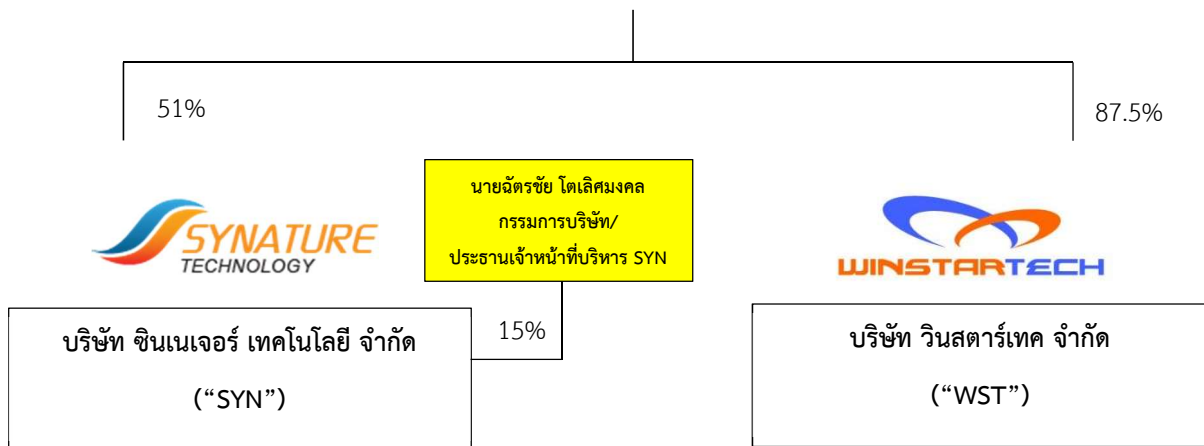 51%
87.5%
นายฉัตรชัย โตเลิศมงคล
กรรมการบริษัท/
ประธานเจ้าหน้าที่บริหาร SYN
SYNATURE
TECHNOLOGY
WINSTARTECH
15%
บริษัท ซินเนเจอร์ เทคโนโลยี จำกัด
(“SYN”)
บริษัท วินสตาร์เทค จำกัด
(“WST”)